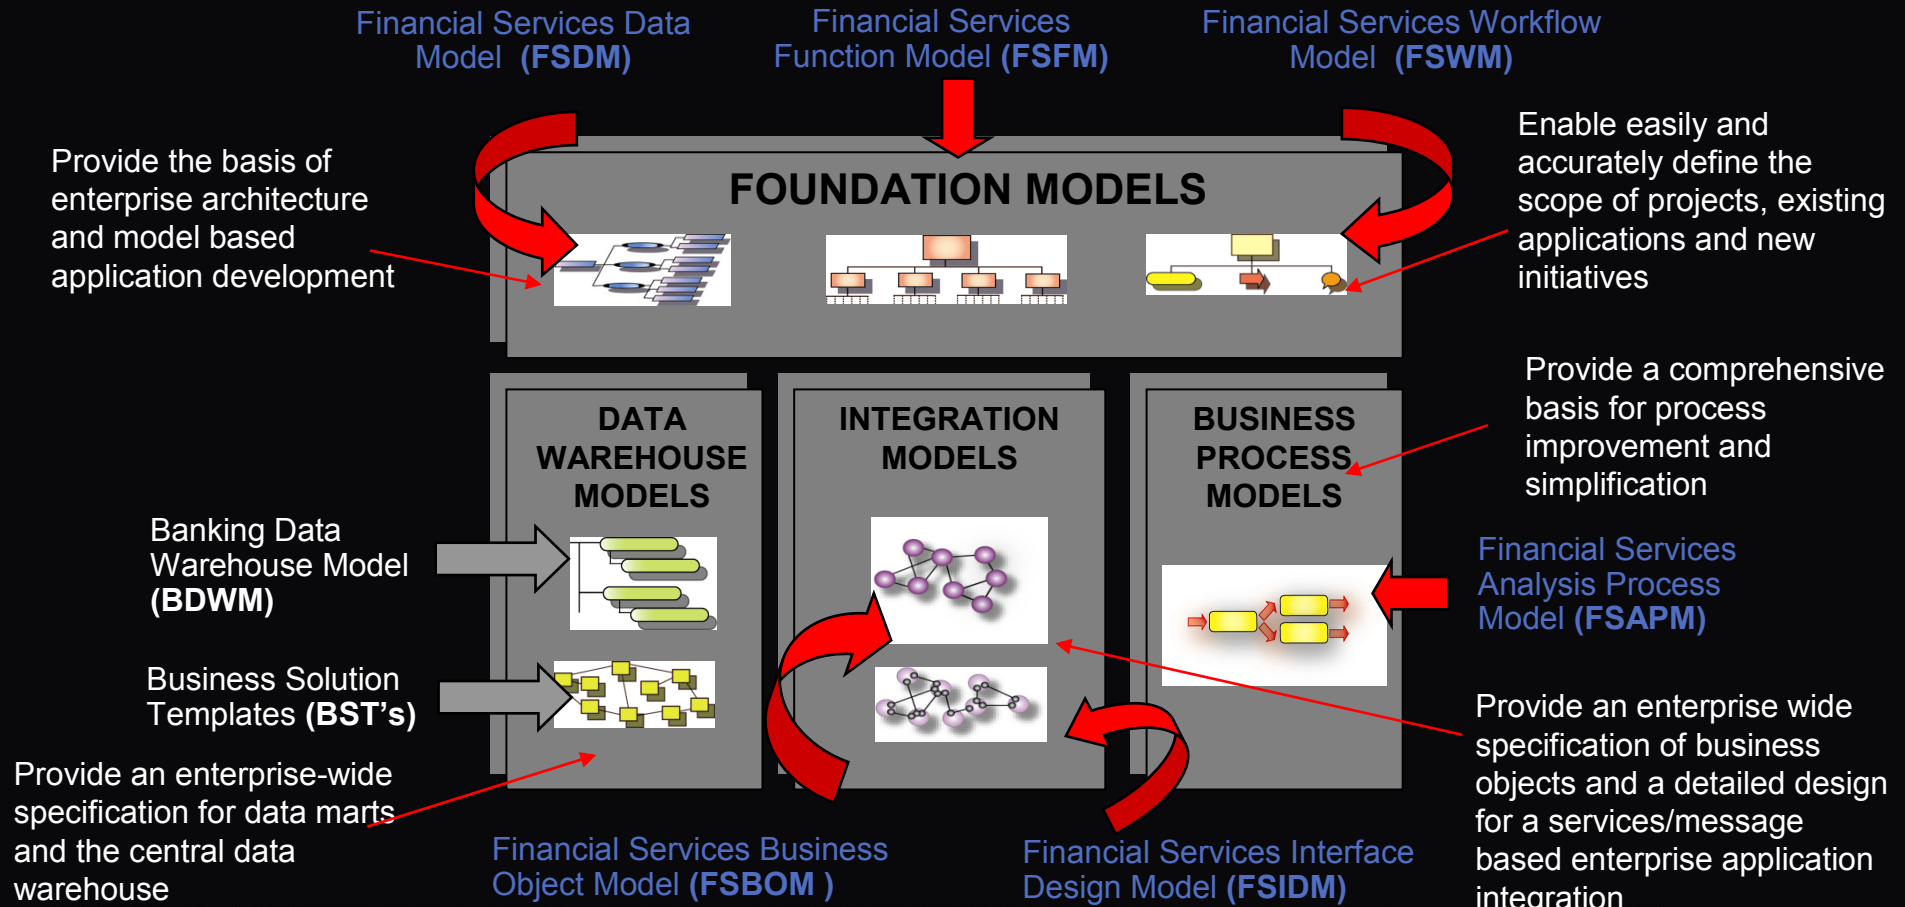 Financial Services Data
Model  (FSDM)
Financial Services
Function Model (FSFM)
Financial Services Workflow
Model  (FSWM)
Provide the basis of
enterprise architecture
and model based
application development
FOUNDATION MODELS
Enable easily and
accurately define the
scope of projects, existing
applications and new
initiatives
DATA
WAREHOUSE
MODELS
INTEGRATION
MODELS
BUSINESS
PROCESS
MODELS
Provide a comprehensive
basis for process
improvement and
simplification
Banking Data
Warehouse Model
(BDWM)
Financial Services
Analysis Process
Model (FSAPM)
Business Solution
Templates (BST’s)
Provide an enterprise-wide
specification for data marts
and the central data
warehouse
Financial Services Business
Object Model (FSBOM )
Financial Services Interface
Design Model (FSIDM)
Provide an enterprise wide
specification of business
objects and a detailed design
for a services/message
based enterprise application
integration